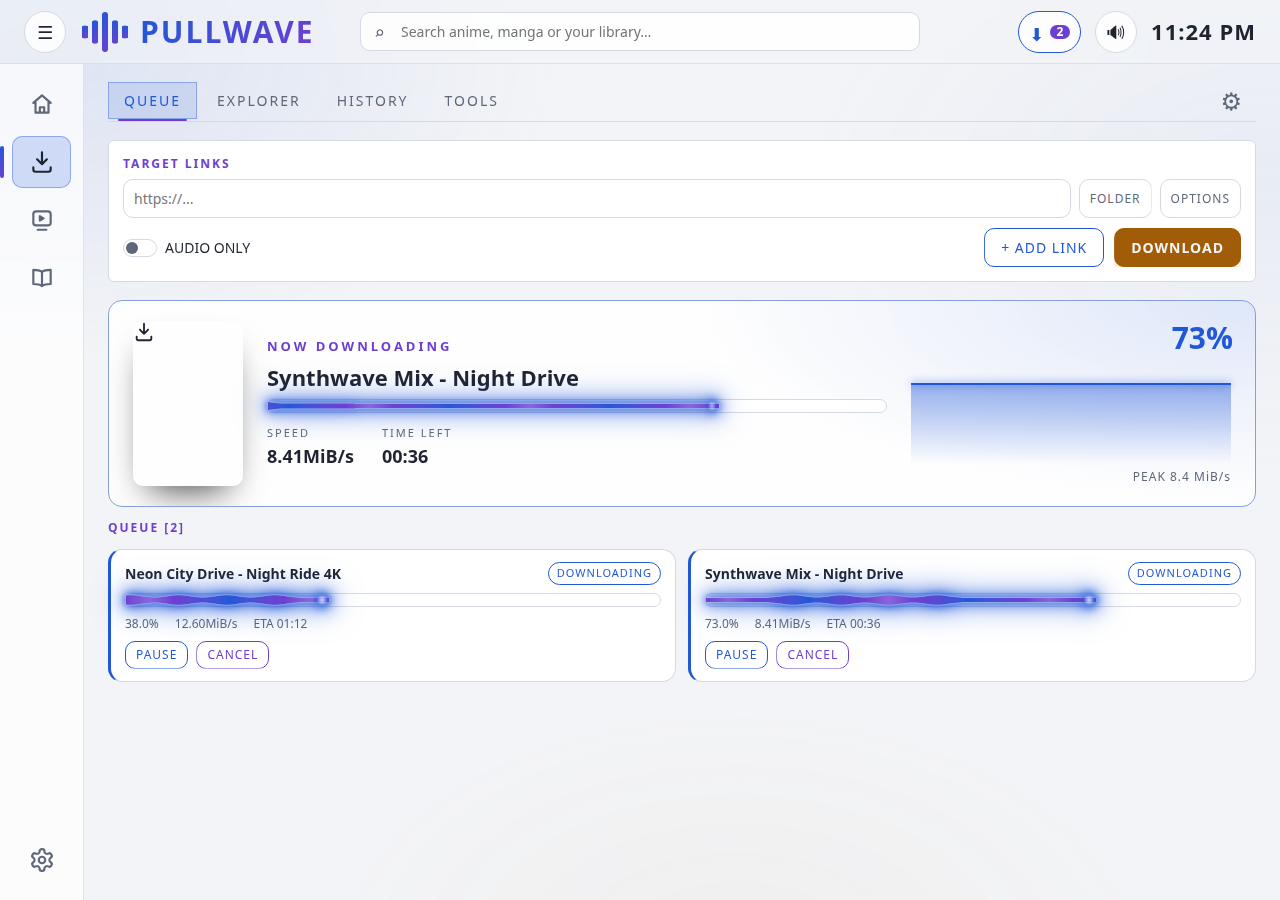 PULLWAVE
Search anime, manga or your library...
2
11:24 PM
QUEUE EXPLORER HISTORY TOOLS
TARGET LINKS
https://...
FOLDER
OPTIONS
AUDIO ONLY
+ ADD LINK
DOWNLOAD
73%
NOW DOWNLOADING
Synthwave Mix - Night Drive
SPEED TIME LEFT
8.41MiB/s 00:36
PEAK 8.4 MiB/s
QUEUE [2]
Neon City Drive - Night Ride 4K
DOWNLOADING
38.0% 12.60MiB/s ETA 01:12
PAUSE CANCEL
Synthwave Mix - Night Drive
DOWNLOADING
73.0% 8.41MiB/s ETA 00:36
PAUSE CANCEL